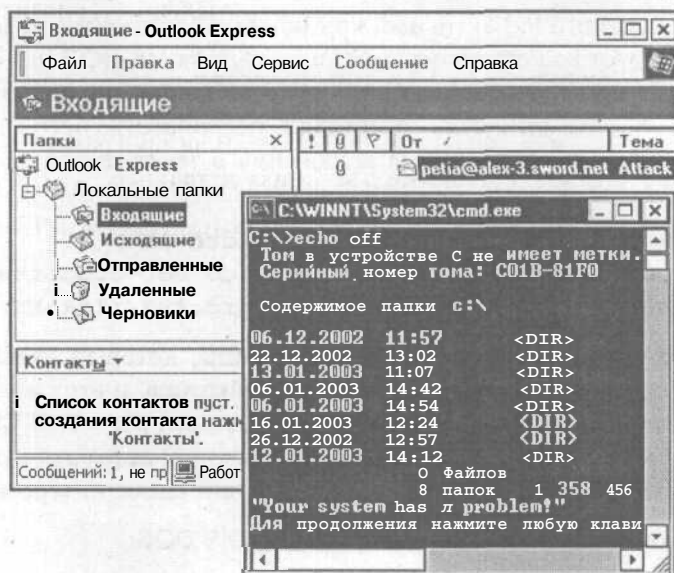 Входящие - Outlook Express
Файл Правка Вид Сервис Сообщение Справка
Входящие
Папки
Outlook Express
Локальные папки
Входящие
Исходящие
Отправленные
Удаленные
Черновики
! От Тема
petia@alex-3.sword.net Attack
Контакты
Список контактов пуст.
создания контакта наж
"Контакты".
Сообщений: 1, не пр Работ
C:\WINNT\System32\cmd.exe
C:\>echo off
Том в устройстве С не имеет метки.
Серийный номер тома: C01B-81F0
Содержимое папки c:\
06.12.2002 11:57 <DIR>
22.12.2002 13:02 <DIR>
13.01.2003 11:07 <DIR>
06.01.2003 14:42 <DIR>
06.01.2003 14:54 <DIR>
16.01.2003 12:24 <DIR>
26.12.2002 12:57 <DIR>
12.01.2003 14:12 <DIR>
О Файлов
8 папок 1 358 456
"Your system has л problem!"
Для продолжения нажмите любую клави